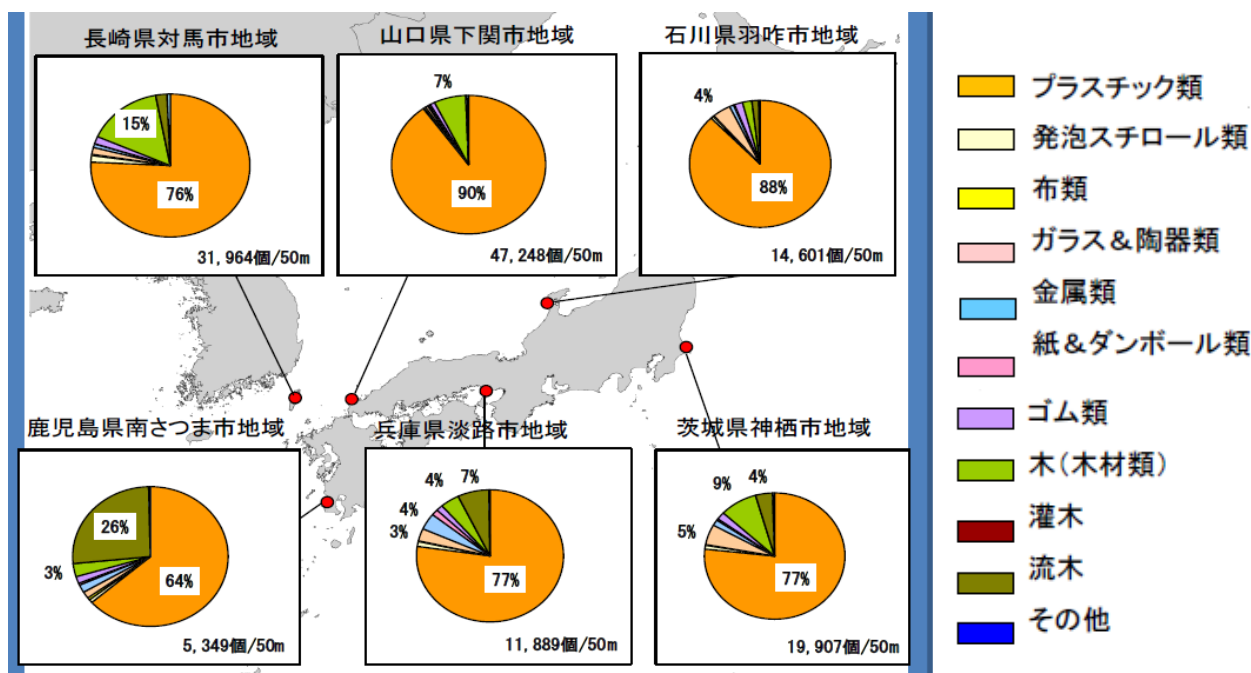 長崎県対馬市地域
15%
76%
31,964個/50m
山口県下関市地域
7%
90%
47,248個/50m
石川県羽咋市地域
4%
88%
14,601個/50m
鹿児島県南さつま市地域
26%
3%
64%
5,349個/50m
兵庫県淡路市地域
4%
7%
4%
3%
77%
11,889個/50m
茨城県神栖市地域
9%
4%
5%
77%
19,907個/50m
プラスチック類
発泡スチロール類
布類
ガラス&陶器類
金属類
紙&ダンボール類
ゴム類
木(木材類)
灌木
流木
その他